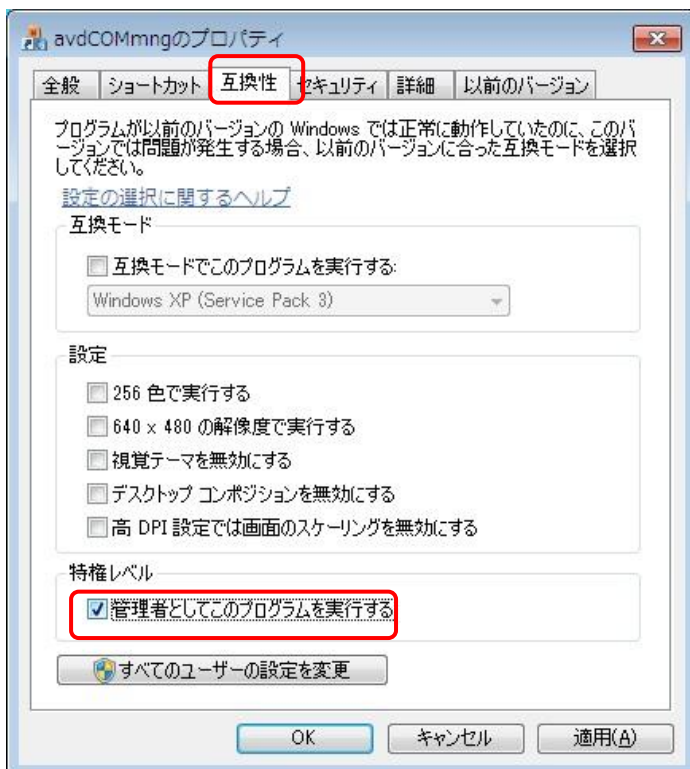 avdCOMmngのプロパティ
全般 ショートカット 互換性 セキュリティ 詳細 以前のバージョン
プログラムが以前のバージョンの Windows では正常に動作していたのに、このバ
ージョンでは問題が発生する場合、以前のバージョンに合った互換モードを選択
してください。
設定の選択に関するヘルプ
互換モード
互換モードでこのプログラムを実行する:
Windows XP (Service Pack 3)
設定
256 色で実行する
640 x 480 の解像度で実行する
視覚テーマを無効にする
デスクトップ コンポジションを無効にする
高 DPI 設定では画面のスケーリングを無効にする
特権レベル
管理者としてこのプログラムを実行する
すべてのユーザーの設定を変更
OK キャンセル 適用(A)